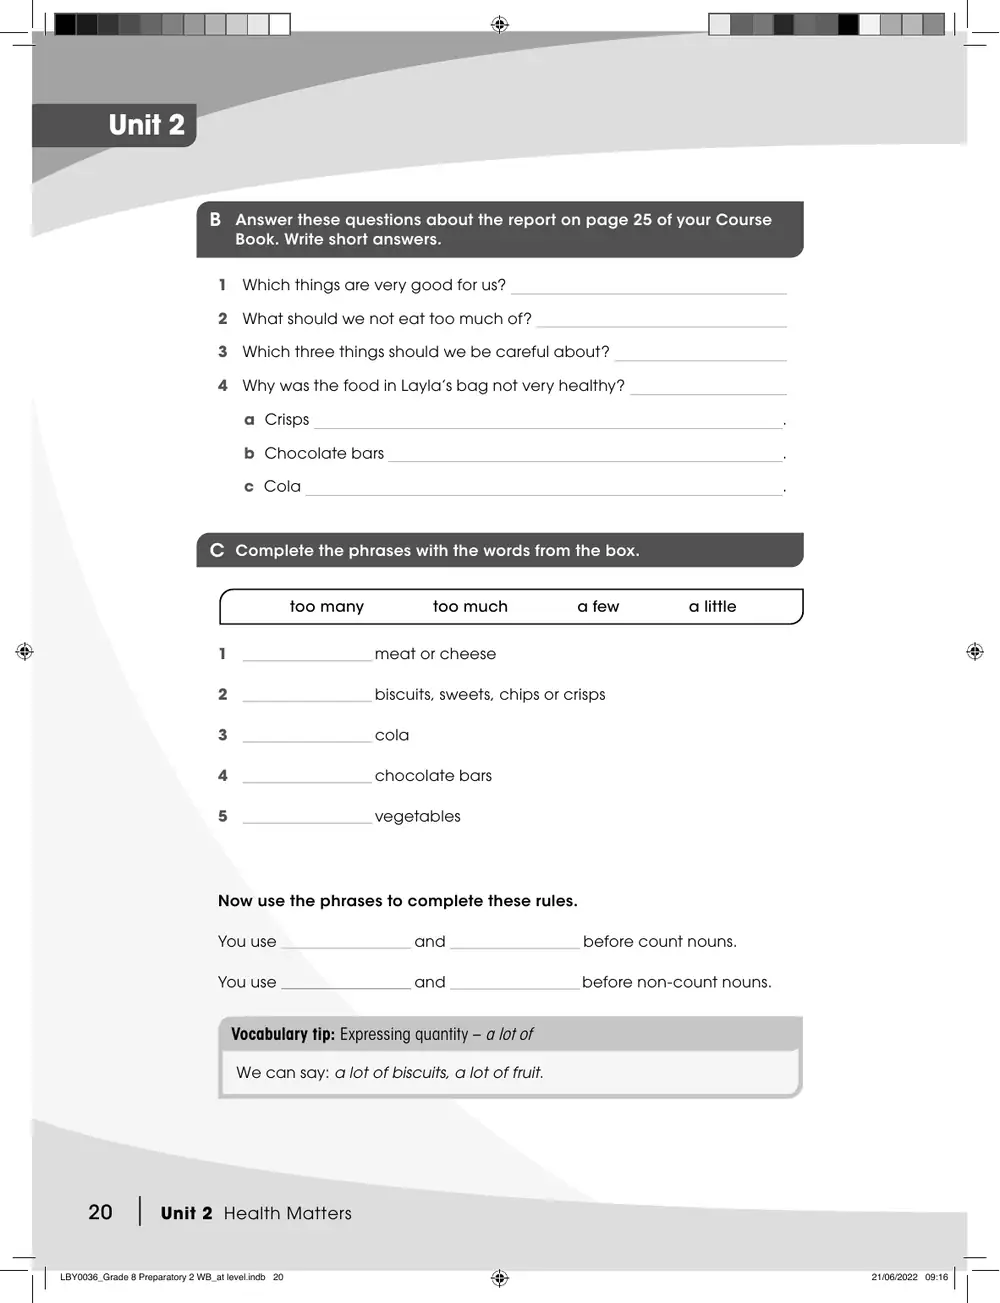 Unit 2
B Answer these questions about the report on page 25 of your Course
Book. Write short answers.
1 Which things are very good for us?
2 What should we not eat too much of?
3 Which three things should we be careful about?
4 Why was the food in Layla's bag not very healthy?
a Crisps .
b Chocolate bars .
c Cola .
C Complete the phrases with the words from the box.
too many too much a few a little
1 meat or cheese
2 biscuits, sweets, chips or crisps
3 cola
4 chocolate bars
5 vegetables
Now use the phrases to complete these rules.
You use and before count nouns.
You use and before non-count nouns.
Vocabulary tip: Expressing quantity – a lot of
We can say: a lot of biscuits, a lot of fruit.
20 Unit 2 Health Matters
LBY0036_Grade 8 Preparatory 2 WB_at level.indb 20 21/06/2022 09:16